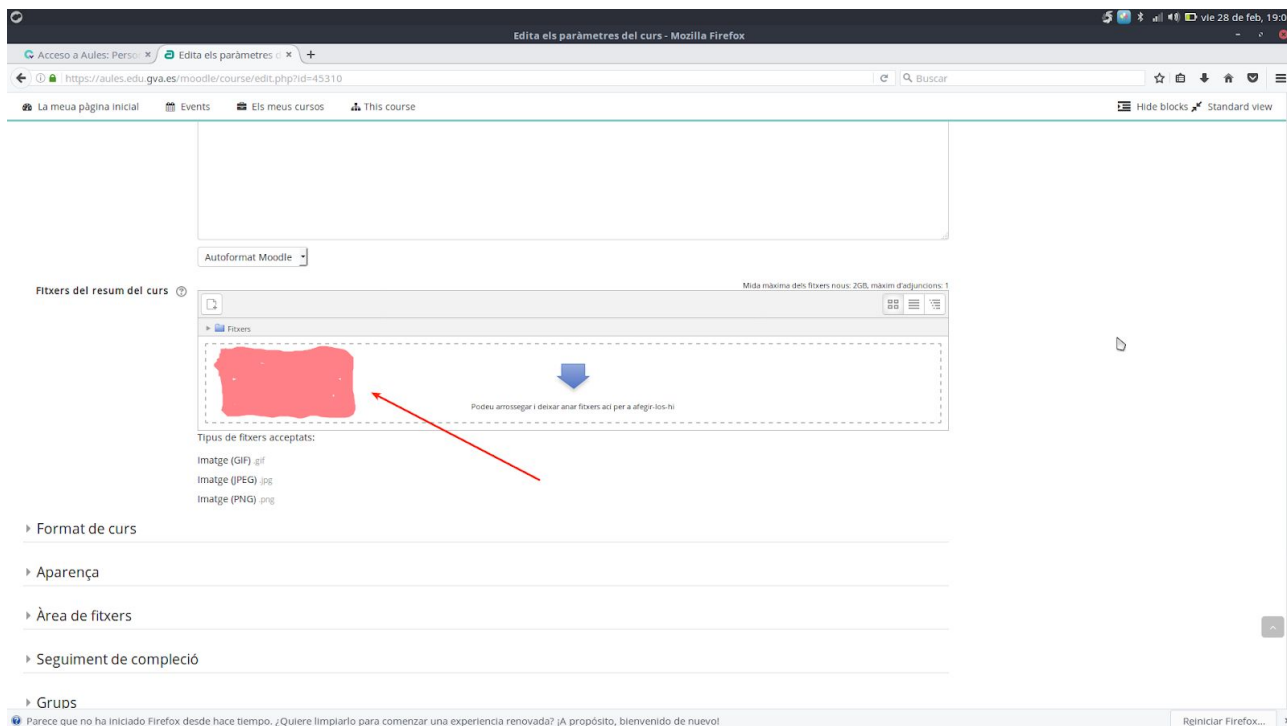 vie 28 de feb, 19:0
Edita els paràmetres del curs - Mozilla Firefox
Acceso a Aules: Perso
Edita els paràmetres d
https://aules.edu.gva.es/moodle/course/edit.php?id=45310
Buscar
La meua pàgina inicial Events Els meus cursos This course Hide blocks Standard view
Autoformat Moodle
Fitxers del resum del curs
Mida màxima dels fitxers nous: 2GB, màxim d'adjuncions: 1
Fitxers
Podeu arrossegar i deixar anar fitxers ací per a afegir-los-hi
Tipus de fitxers acceptats:
Imatge (GIF) .gif
Imatge (JPEG) .jpg
Imatge (PNG) .png
Format de curs
Aparença
Àrea de fitxers
Seguiment de compleció
Grups
Parece que no ha iniciado Firefox desde hace tiempo. ¿Quiere limpiarlo para comenzar una experiencia renovada? ¡A propósito, bienvenido de nuevo! Reiniciar Firefox...